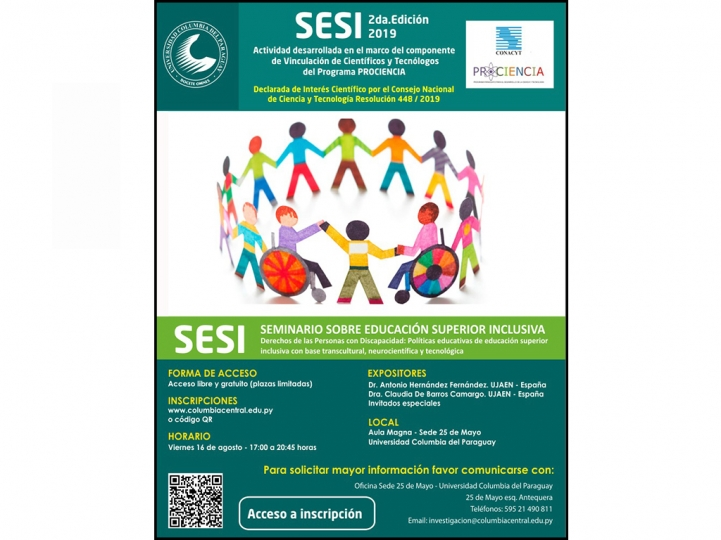 UNIVERSIDAD COLUMBIA DEL PARAGUAY
DOCETE OMNES
SESI 2da.Edición
2019
Actividad desarrollada en el marco del componente
de Vinculación de Científicos y Tecnólogos
del Programa PROCIENCIA
Declarada de Interés Científico por el Consejo Nacional
de Ciencia y Tecnología Resolución 448 / 2019
CONACYT
PROCIENCIA
SESI
SEMINARIO SOBRE EDUCACIÓN SUPERIOR INCLUSIVA
Derechos de las Personas con Discapacidad: Políticas educativas de educación superior
inclusiva con base transcultural, neurocientífica y tecnológica
FORMA DE ACCESO
Acceso libre y gratuito (plazas limitadas)
INSCRIPCIONES
www.columbiacentral.edu.py
o código QR
HORARIO
Viernes 16 de agosto - 17:00 a 20:45 horas
EXPOSITORES
Dr. Antonio Hernández Fernández. UJAEN - España
Dra. Claudia De Barros Camargo. UJAEN - España
Invitados especiales
LOCAL
Aula Magna - Sede 25 de Mayo
Universidad Columbia del Paraguay
Para solicitar mayor información favor comunicarse con:
Oficina Sede 25 de Mayo - Universidad Columbia del Paraguay
25 de Mayo esq. Antequera
Teléfonos: 595 21 490 811
Email: investigacion@columbiacentral.edu.py
Acceso a inscripción